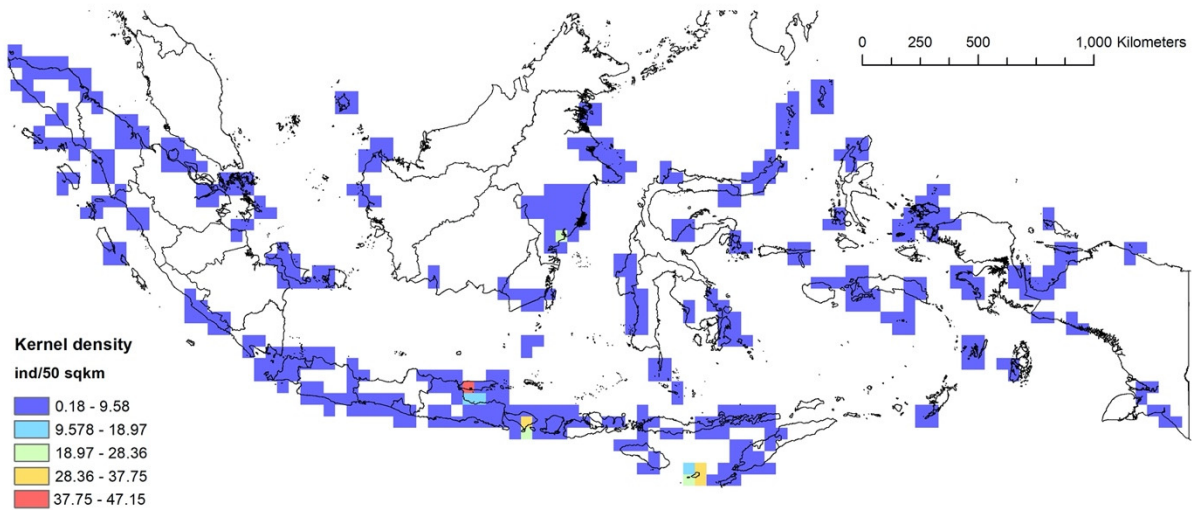 0 250 500 1,000 Kilometers
Kernel density
ind/50 sqkm
0.18 - 9.58
9.578 - 18.97
18.97 - 28.36
28.36 - 37.75
37.75 - 47.15